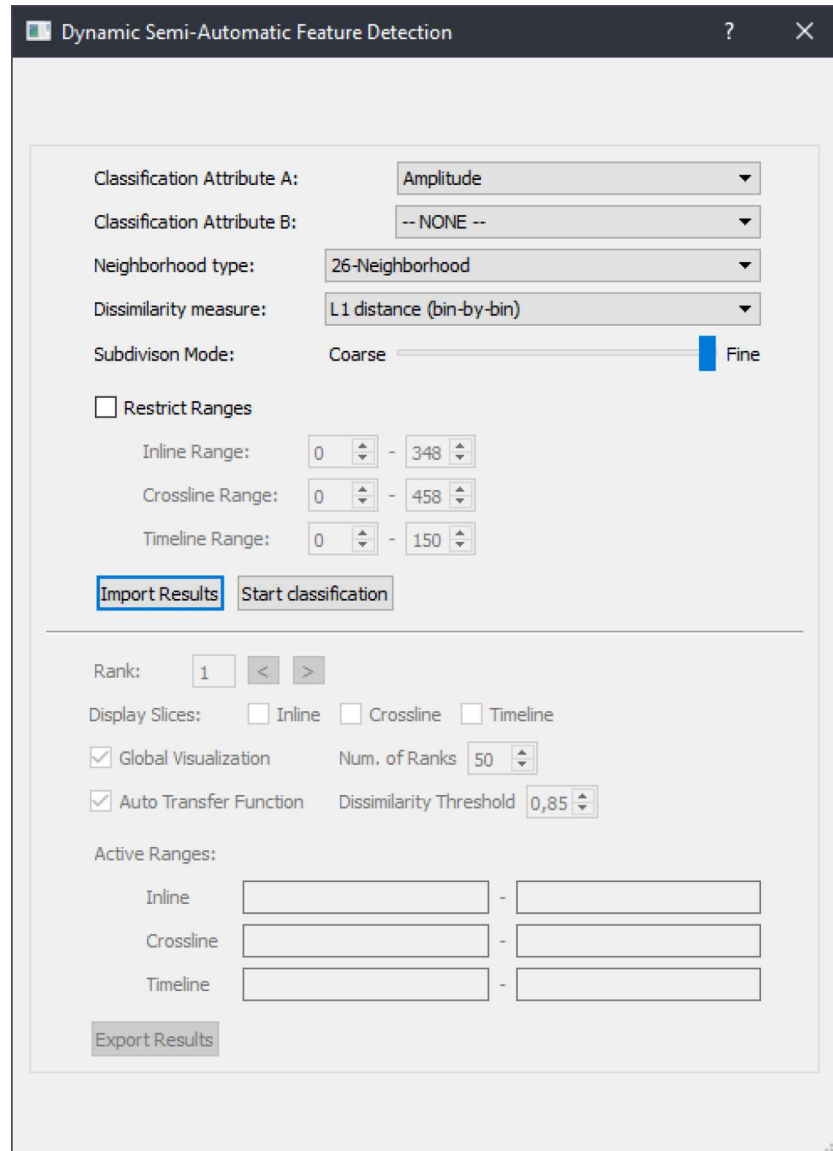 Dynamic Semi-Automatic Feature Detection ?
Classification Attribute A: Amplitude
Classification Attribute B: -- NONE --
Neighborhood type: 26-Neighborhood
Dissimilarity measure: L1 distance (bin-by-bin)
Subdivison Mode: Coarse Fine
Restrict Ranges
Inline Range: 0 - 348
Crossline Range: 0 - 458
Timeline Range: 0 - 150
Import Results Start classification
Rank: 1 < >
Display Slices: Inline Crossline Timeline
Global Visualization Num. of Ranks 50
Auto Transfer Function Dissimilarity Threshold 0,85
Active Ranges:
Inline -
Crossline -
Timeline -
Export Results